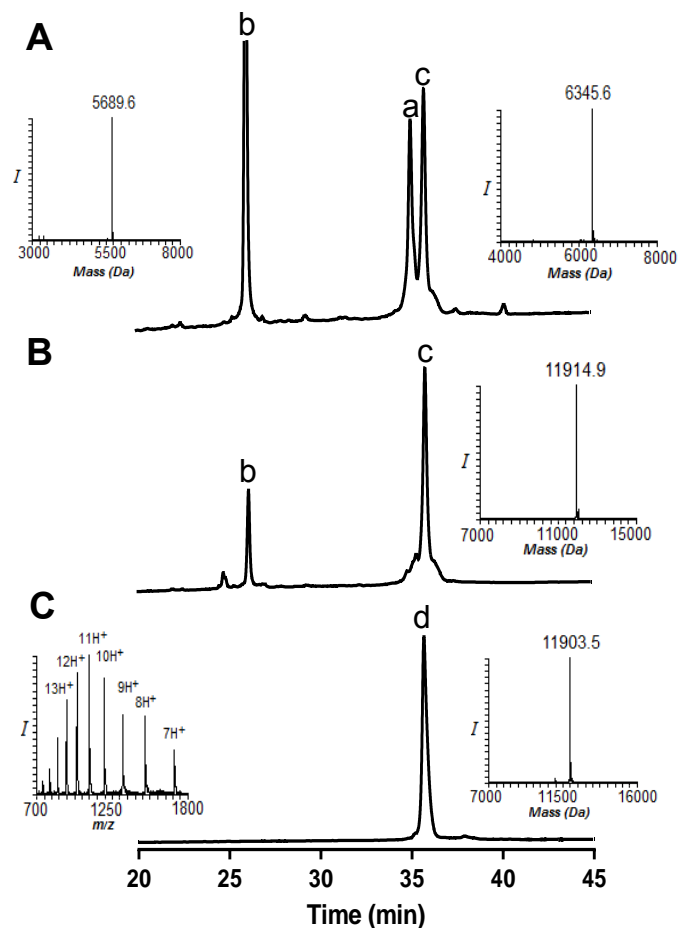 A
b
a
c
5689.6
I
3000 5500 8000
Mass (Da)
6345.6
I
4000 6000 8000
Mass (Da)
B
b
c
11914.9
I
7000 11000 15000
Mass (Da)
C
d
11H+
12H+
10H+
13H+
9H+
8H+
7H+
I
700 1250 1800
m/z
11903.5
I
7000 11500 16000
Mass (Da)
20 25 30 35 40 45
Time (min)